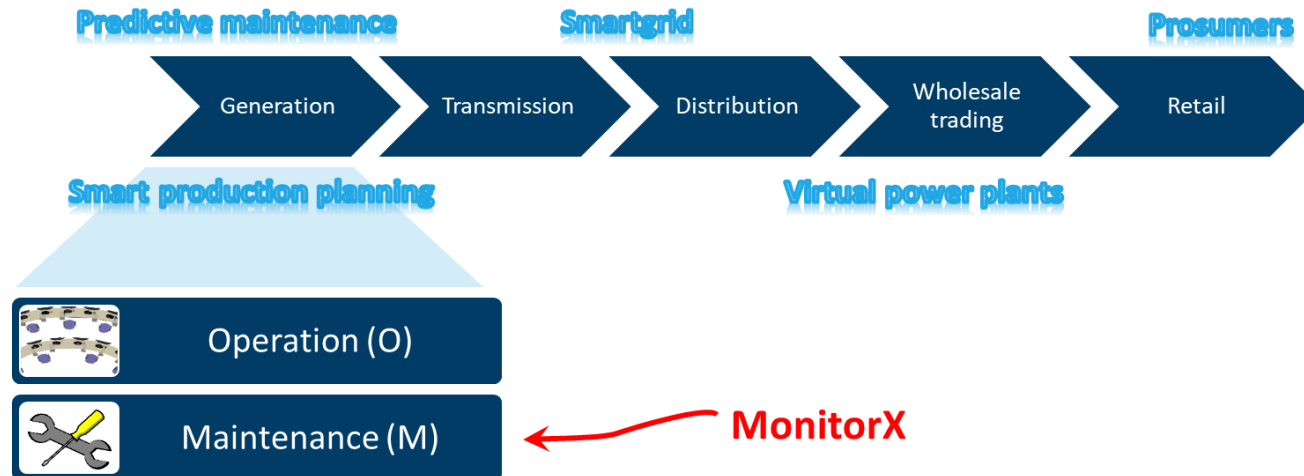 Predictive maintenance
Smartgrid
Prosumers
Generation
Transmission
Distribution
Wholesale
trading
Retail
Smart production planning
Virtual power plants
Operation (O)
Maintenance (M)
MonitorX